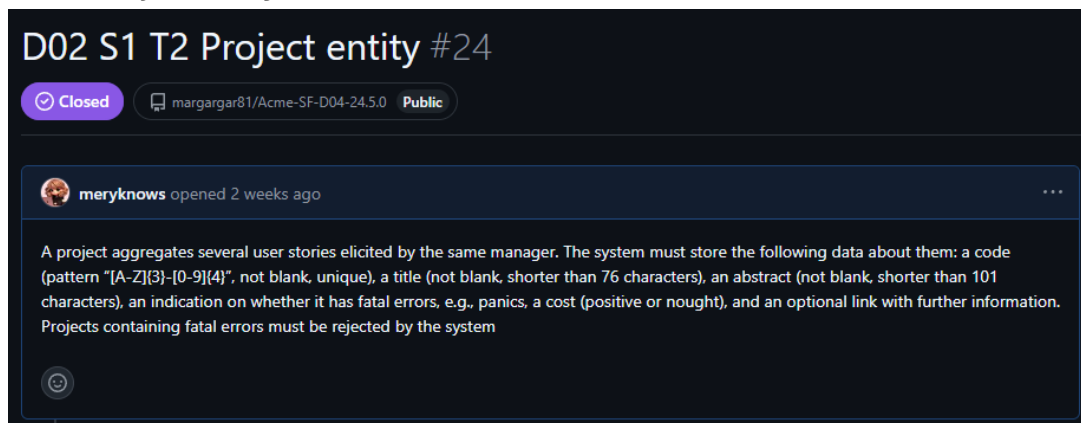 D02 S1 T2 Project entity #24
Closed margargar81/Acme-SF-D04-24.5.0 Public
meryknows opened 2 weeks ago ...
A project aggregates several user stories elicited by the same manager. The system must store the following data about them: a code
(pattern “[A-Z]{3}-[0-9]{4}”, not blank, unique), a title (not blank, shorter than 76 characters), an abstract (not blank, shorter than 101
characters), an indication on whether it has fatal errors, e.g., panics, a cost (positive or nought), and an optional link with further information.
Projects containing fatal errors must be rejected by the system